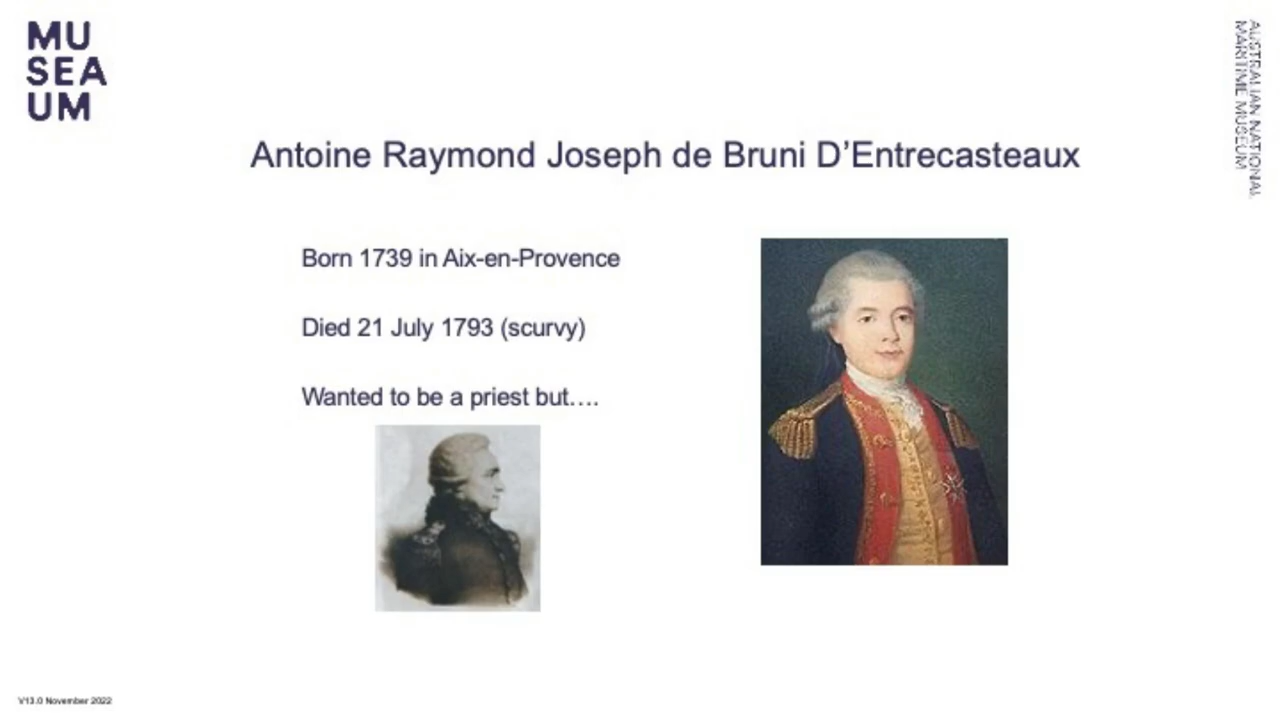 MU
SEA
UM
AUSTRALIAN NATIONAL
MARITIME MUSEUM
Antoine Raymond Joseph de Bruni D’Entrecasteaux
Born 1739 in Aix-en-Provence
Died 21 July 1793 (scurvy)
Wanted to be a priest but….
V13.0 November 2022